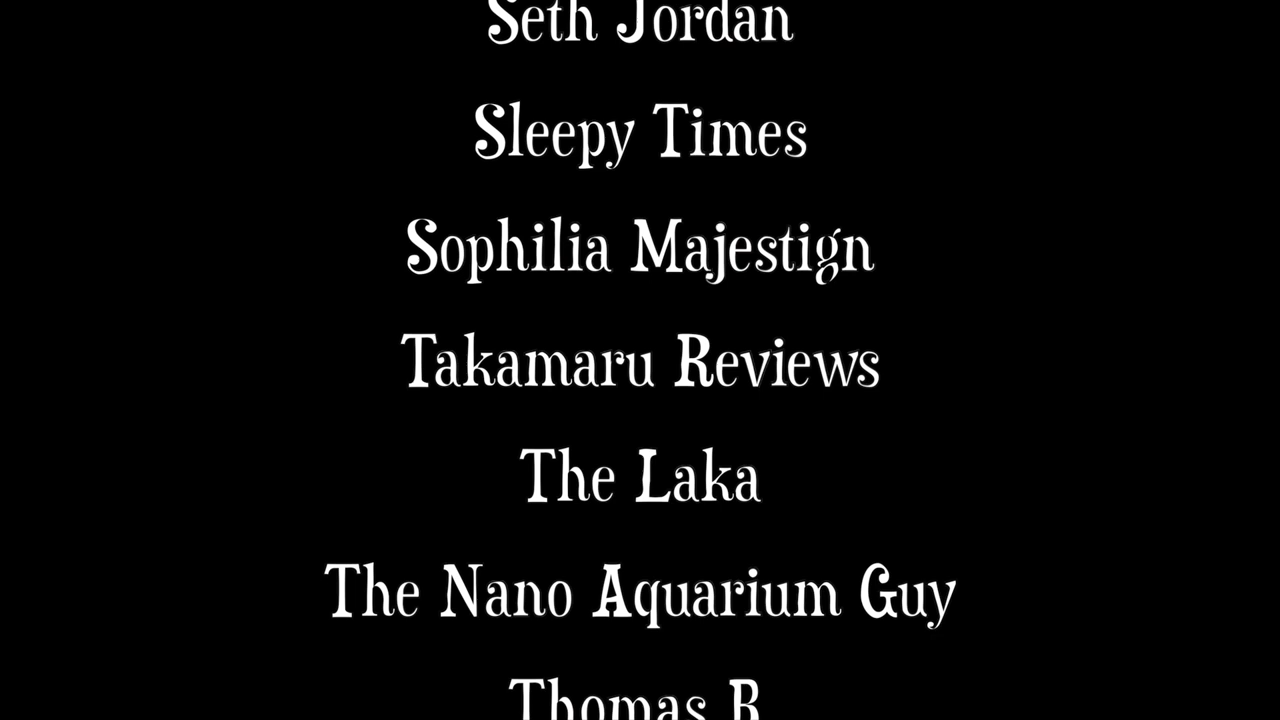 Seth Jordan
Sleepy Times
Sophilia Majestign
Takamaru Reviews
The Laka
The Nano Aquarium Guy
Thomas